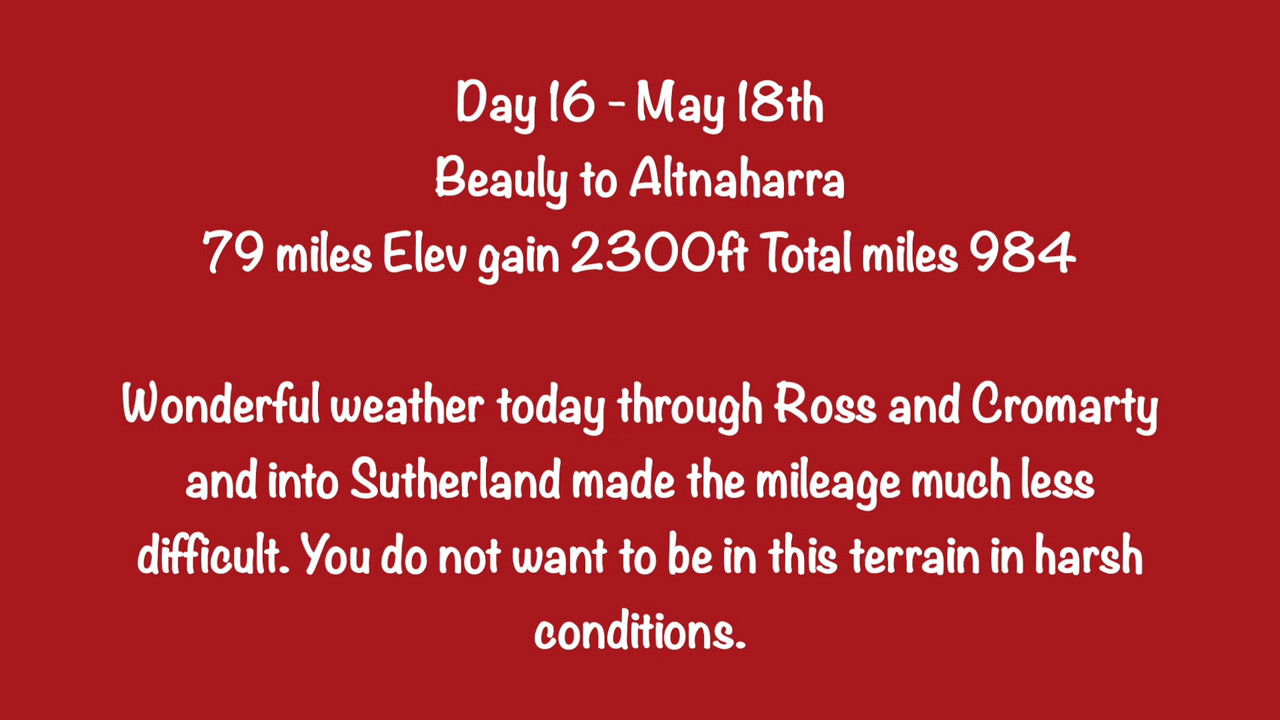 Day 16 - May 18th
Beauly to Altnaharra
79 miles Elev gain 2300ft Total miles 984
Wonderful weather today through Ross and Cromarty
and into Sutherland made the mileage much less
difficult. You do not want to be in this terrain in harsh
conditions.